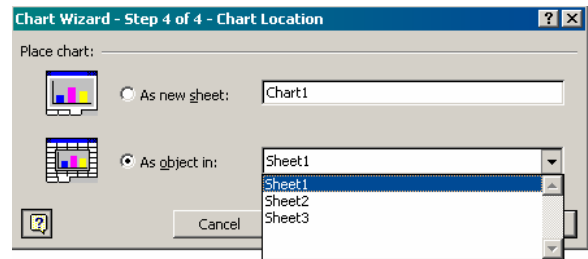 Chart Wizard - Step 4 of 4 - Chart Location
Place chart:
As new sheet: Chart1
As object in: Sheet1
Sheet1
Sheet2
Sheet3
Cancel